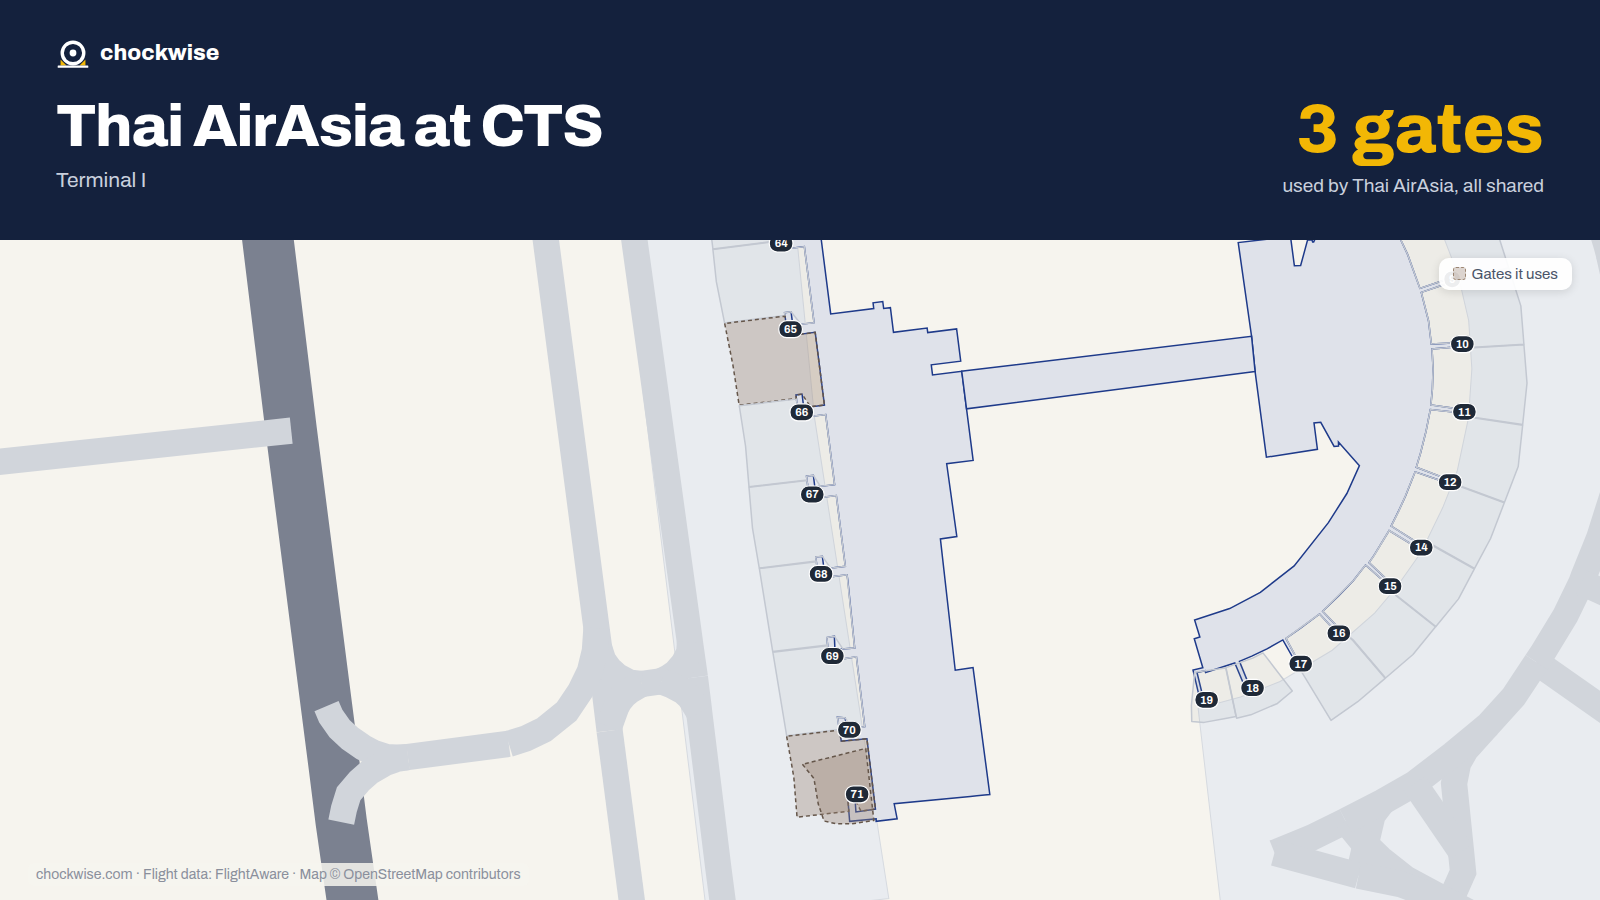 chockwise
Thai AirAsia at CTS
Terminal I
3 gates
used by Thai AirAsia, all shared
Gates it uses
64
65
66
67
68
69
70
71
10
11
12
14
15
16
17
18
19
chockwise.com · Flight data: FlightAware · Map © OpenStreetMap contributors